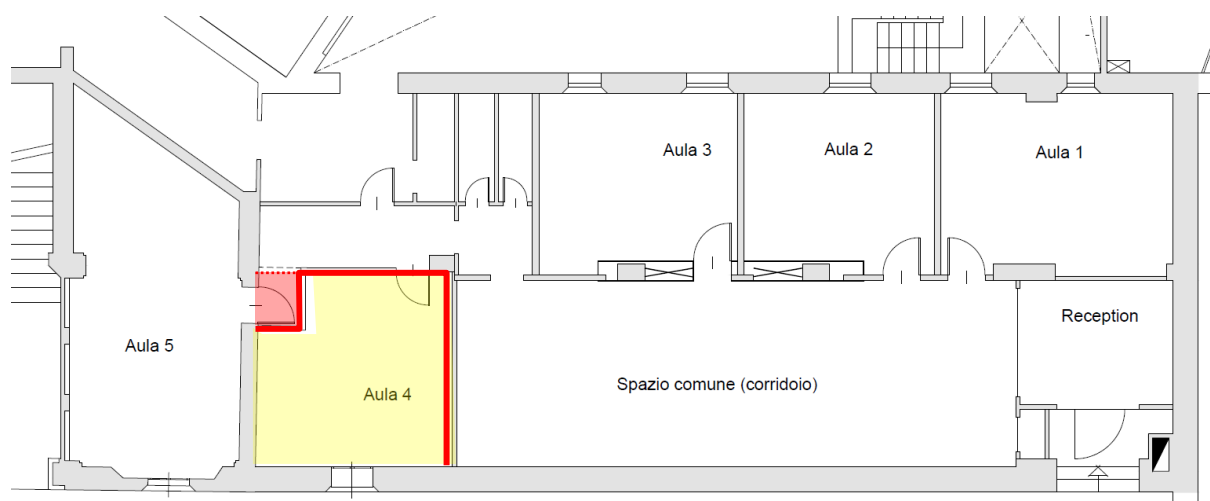 Aula 3
Aula 2
Aula 1
Reception
Aula 5
Spazio comune (corridoio)
Aula 4